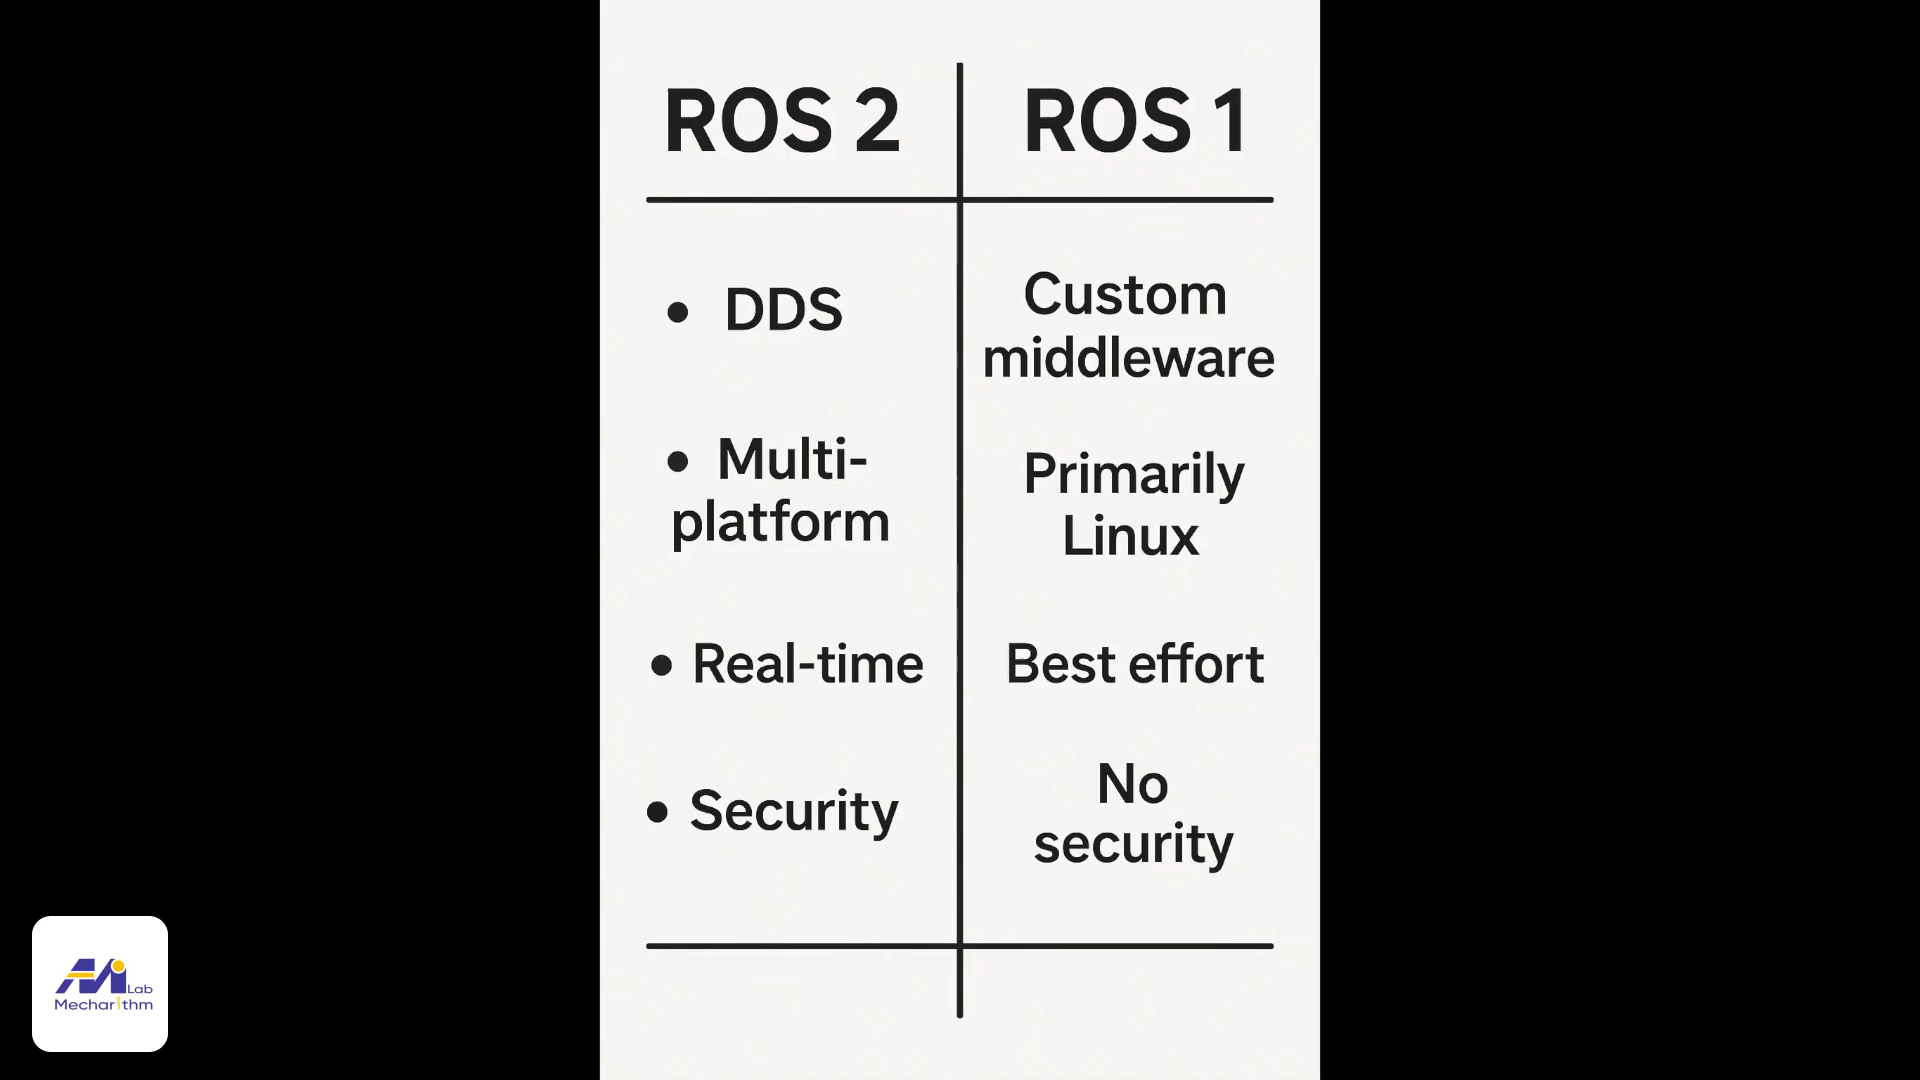 ROS 2
ROS 1
• DDS
Custom
middleware
• Multi-
platform
Primarily
Linux
• Real-time
Best effort
• Security
No
security
Lab
Mecharithm